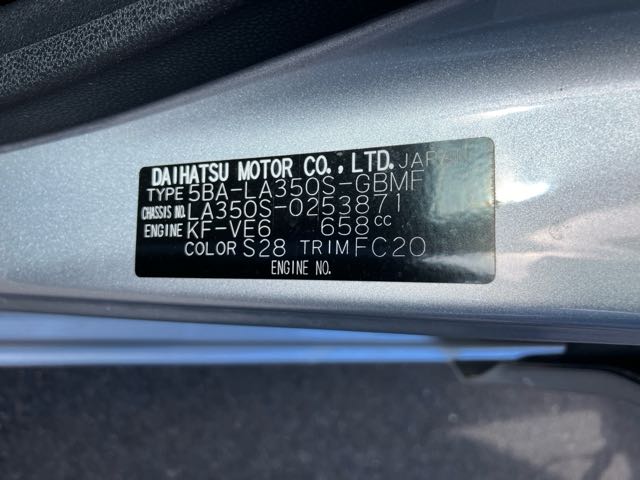 DAIHATSU MOTOR CO.,LTD. JAPAN
TYPE 5BA-LA350S-GBMF
CHASSIS NO. LA350S-0253871
ENGINE KF-VE6 658cc
COLOR S28 TRIM FC20
ENGINE NO.